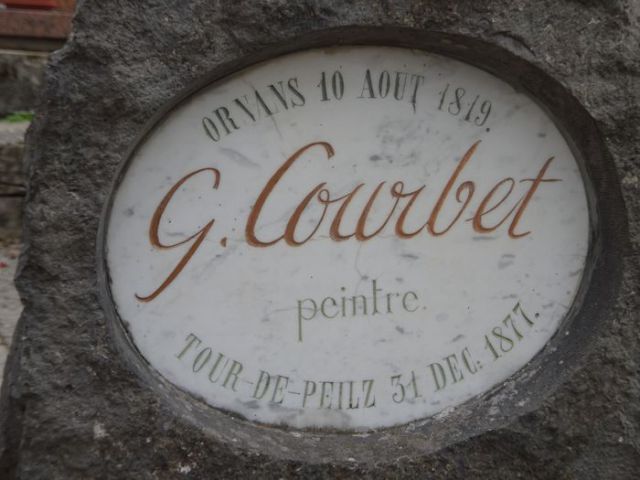 ORNANS 10 AOUT 1819.
G. Courbet
peintre.
TOUR-DE-PEILZ 31 DEC. 1877.